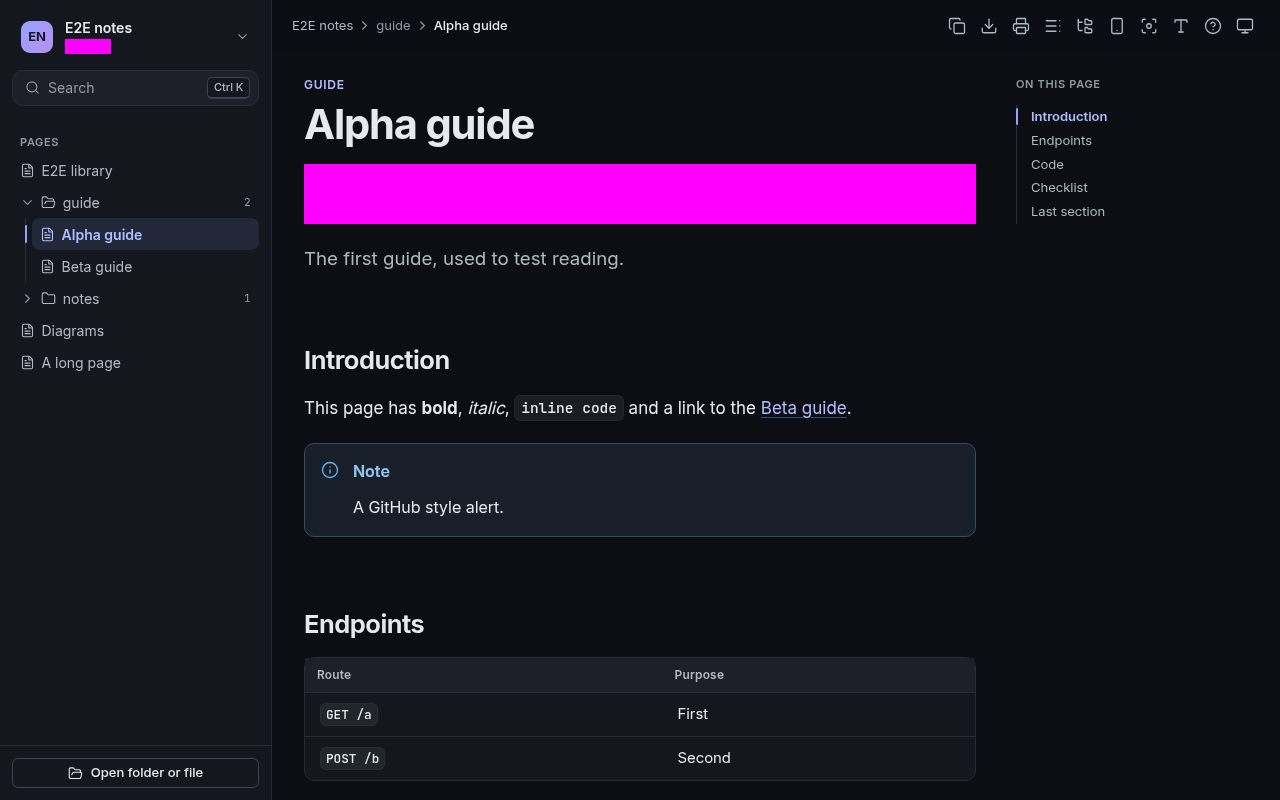 EN
E2E notes
Search
Ctrl K
PAGES
E2E library
guide 2
Alpha guide
Beta guide
notes 1
Diagrams
A long page
Open folder or file
E2E notes guide Alpha guide
GUIDE
Alpha guide
The first guide, used to test reading.
Introduction
This page has bold, italic, inline code and a link to the Beta guide.
Note
A GitHub style alert.
Endpoints
Route Purpose
GET /a First
POST /b Second
ON THIS PAGE
Introduction
Endpoints
Code
Checklist
Last section